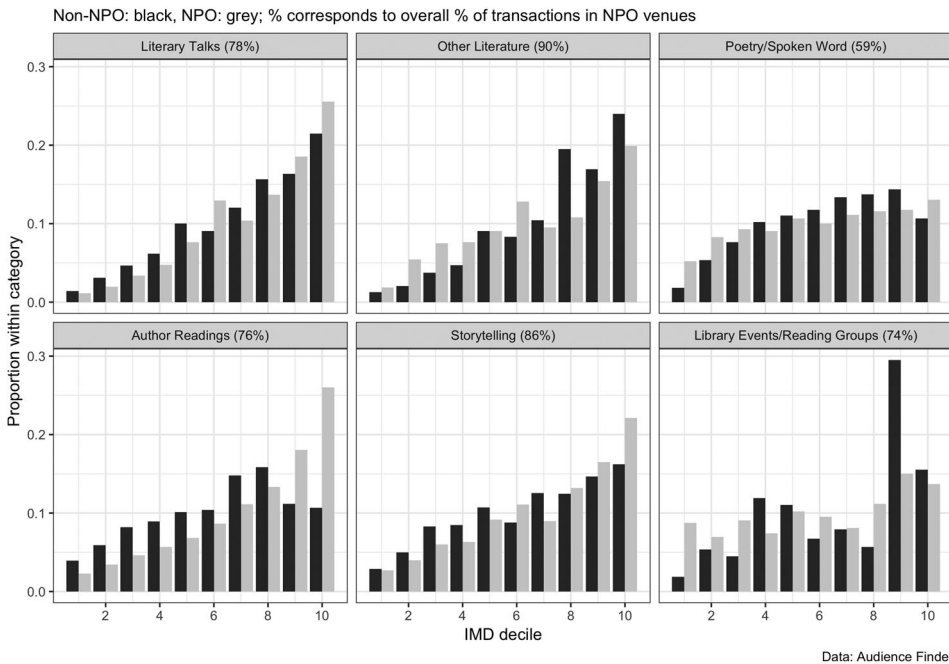 Non-NPO: black, NPO: grey; % corresponds to overall % of transactions in NPO venues
Literary Talks (78%)
Other Literature (90%)
Poetry/Spoken Word (59%)
0.3
0.2
0.1
0.0
Author Readings (76%)
Storytelling (86%)
Library Events/Reading Groups (74%)
0.3
0.2
0.1
0.0
Proportion within category
2 4 6 8 10
2 4 6 8 10
2 4 6 8 10
IMD decile
Data: Audience Finde